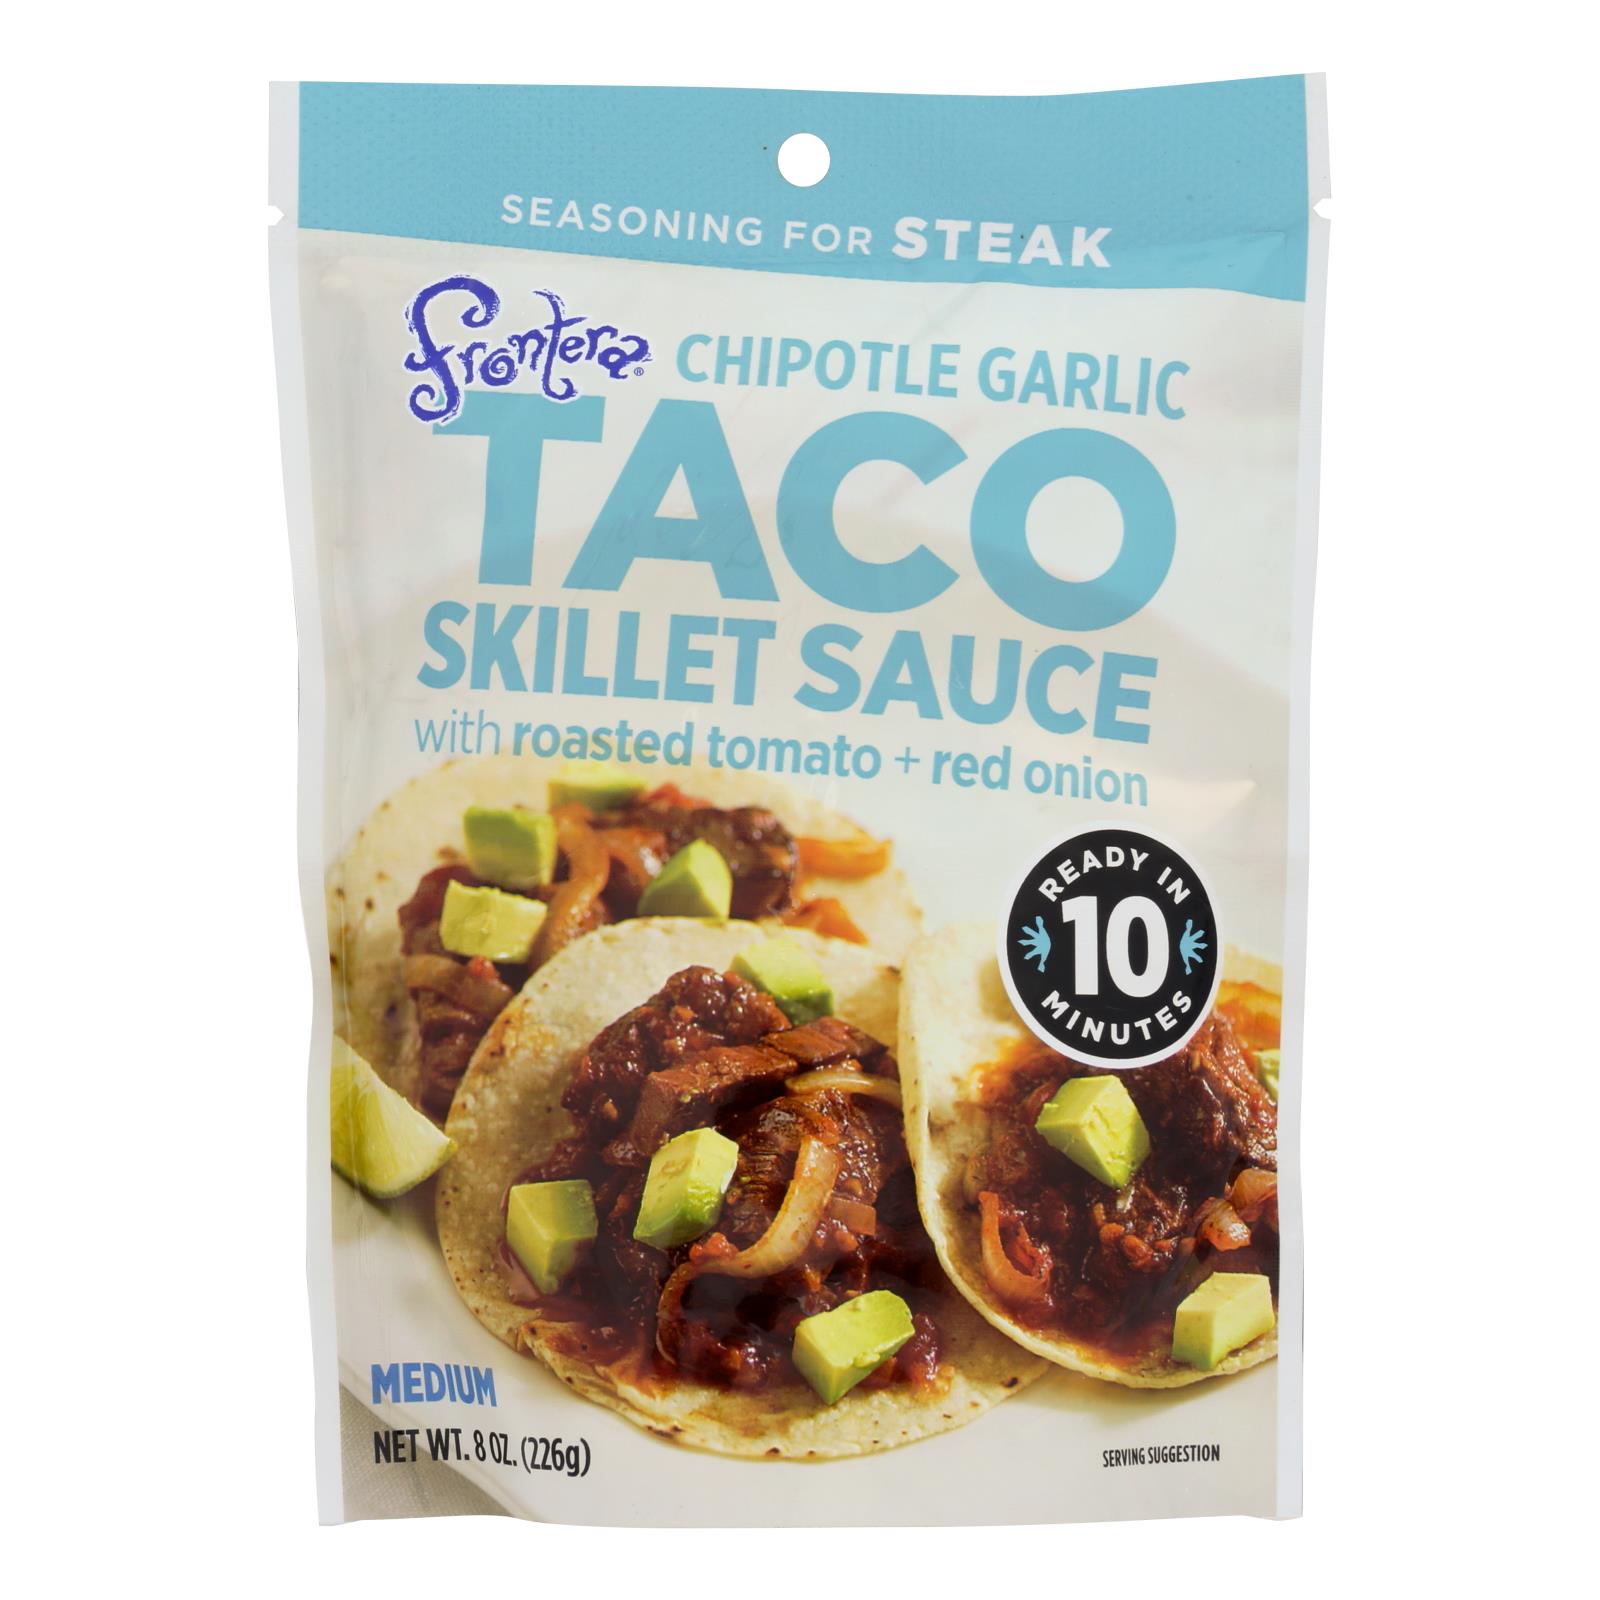 SEASONING FOR STEAK
frontera®
CHIPOTLE GARLIC
TACO
SKILLET SAUCE
with roasted tomato + red onion
READY IN
10
MINUTES
MEDIUM
NET WT. 8 OZ. (226g)
SERVING SUGGESTION